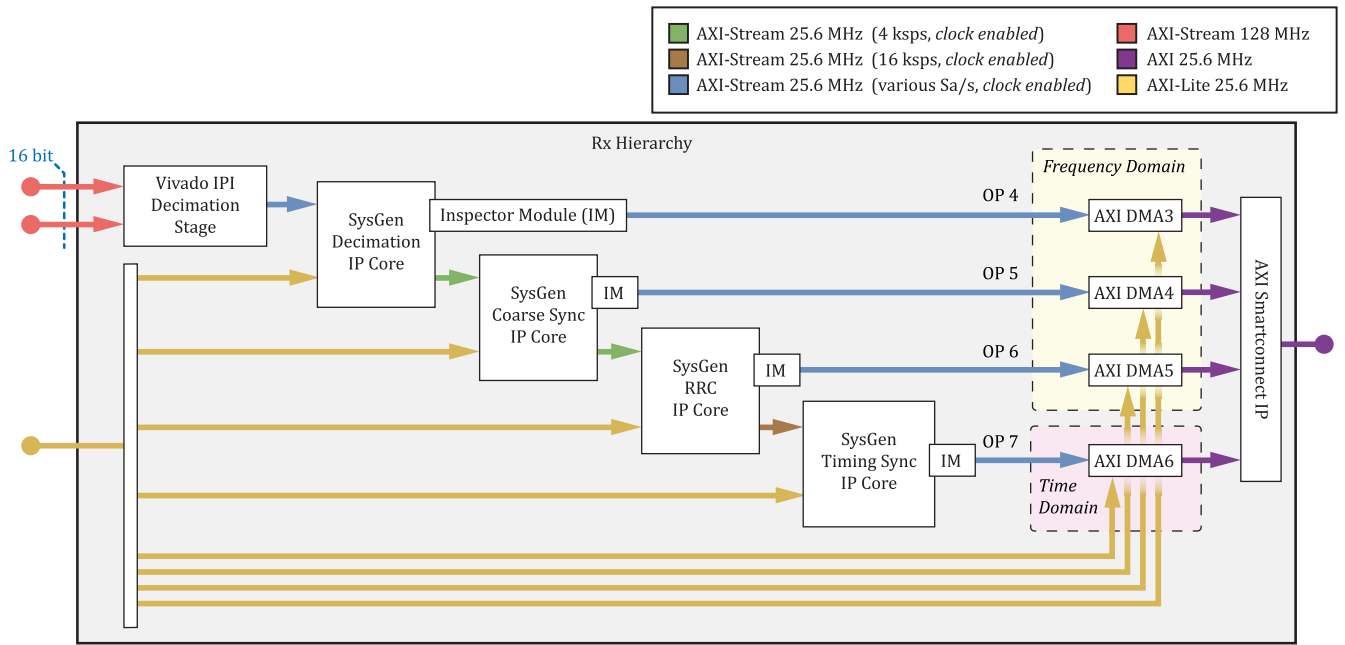 AXI-Stream 25.6 MHz (4 ksps, clock enabled)
AXI-Stream 25.6 MHz (16 ksps, clock enabled)
AXI-Stream 25.6 MHz (various Sa/s, clock enabled)
AXI-Stream 128 MHz
AXI 25.6 MHz
AXI-Lite 25.6 MHz
Rx Hierarchy
16 bit
Vivado IPI
Decimation
Stage
SysGen
Decimation
IP Core
Inspector Module (IM)
OP 4
Frequency Domain
AXI DMA3
SysGen
Coarse Sync
IP Core
IM
OP 5
AXI DMA4
SysGen
RRC
IP Core
IM
OP 6
AXI DMA5
SysGen
Timing Sync
IP Core
IM
OP 7
AXI DMA6
Time
Domain
AXI Smartconnect IP